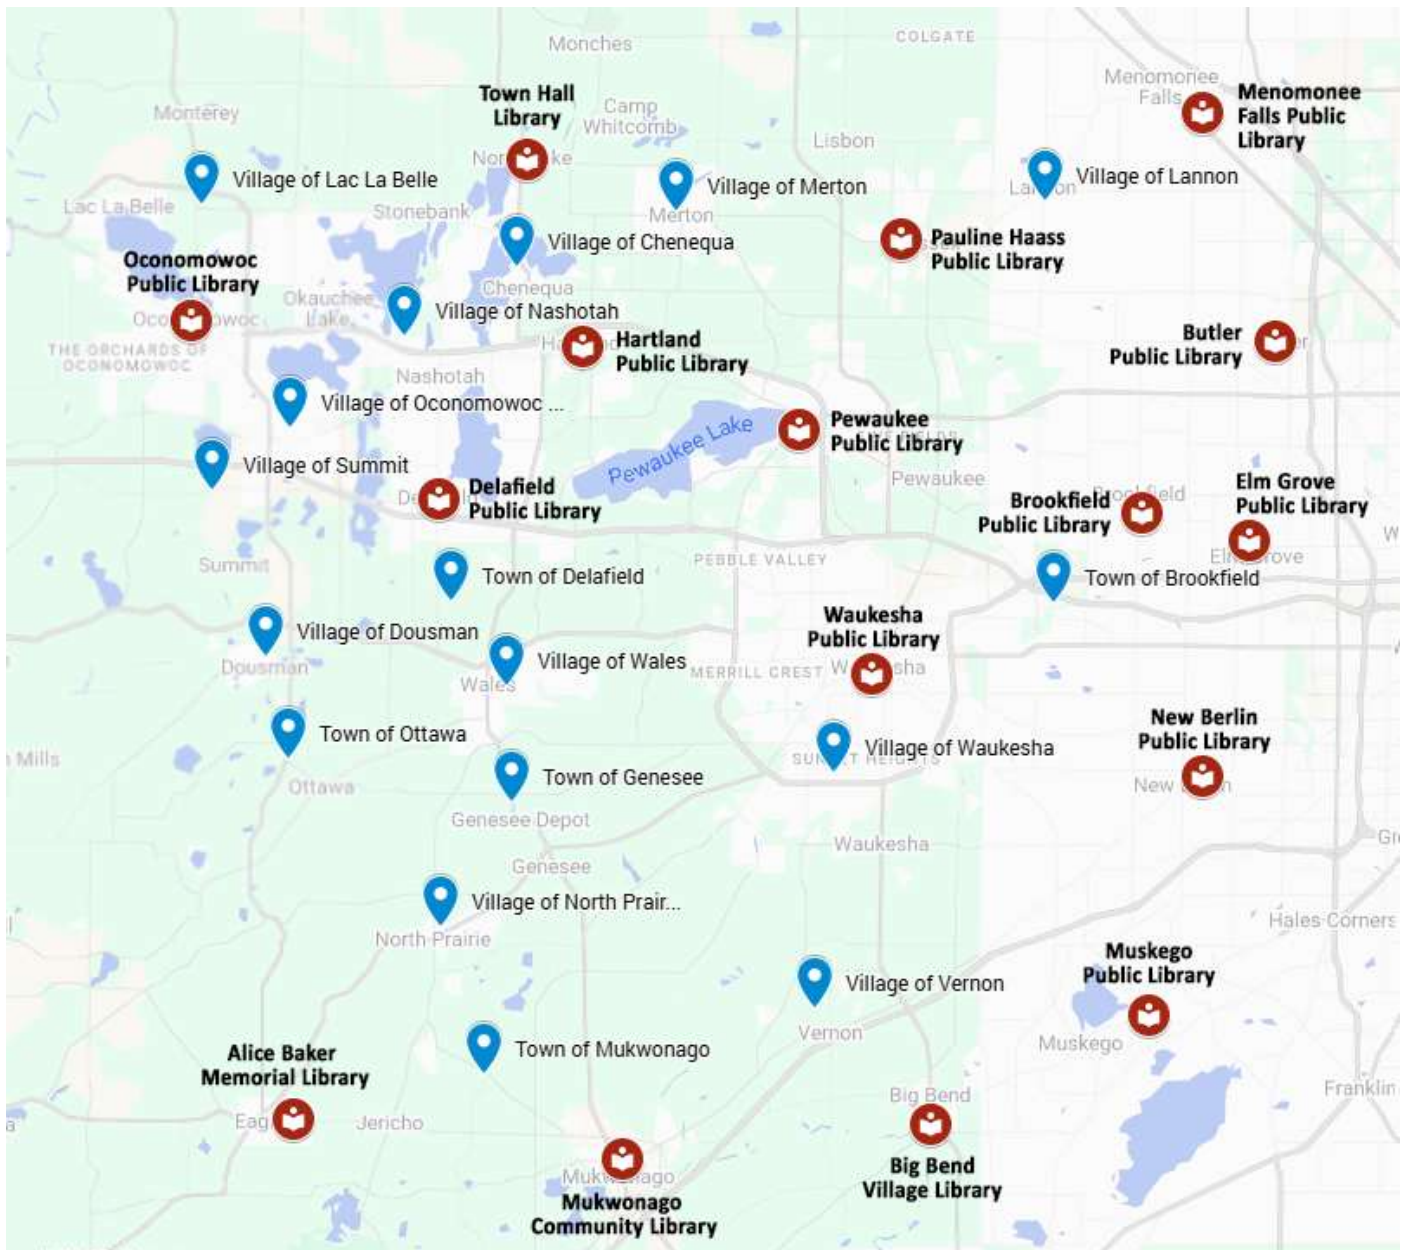 Monches
COLGATE
Menomonee
Falls
Menomonee
Falls Public
Library
Town Hall
Library
Camp
Whitcomb
Monterey
Lisbon
Village of Lac La Belle
Village of Merton
Village of Lannon
Lac La Belle
Stonebank
Merton
Village of Chenequa
Pauline Haass
Public Library
Oconomowoc
Public Library
Chenequa
Okauchee
Lake
Village of Nashotah
THE ORCHARDS OF
OCONOMOWOC
Hartland
Public Library
Butler
Public Library
Nashotah
Village of Oconomowoc ...
Pewaukee Lake
Pewaukee
Public Library
Village of Summit
Pewaukee
Delafield
Public Library
Brookfield
Public Library
Elm Grove
Public Library
Summit
PEBBLE VALLEY
Town of Delafield
Town of Brookfield
Village of Dousman
Dousman
Waukesha
Public Library
Village of Wales
Wales
MERRILL CREST
New Berlin
Public Library
Town of Ottawa
Village of Waukesha
Mills
Town of Genesee
Ottawa
Genesee Depot
Waukesha
Genesee
Village of North Prair...
North Prairie
Hales Corners
Muskego
Public Library
Village of Vernon
Vernon
Muskego
Town of Mukwonago
Alice Baker
Memorial Library
Jericho
Big Bend
Franklin
Big Bend
Village Library
Mukwonago
Community Library